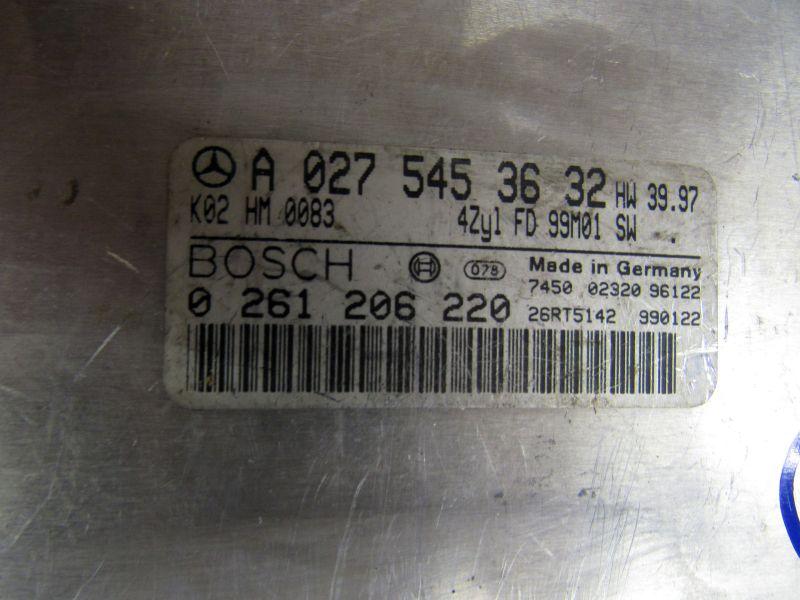 A 027 545 36 32 HW 39.97
K02 HM 0083 4Zyl FD 99M01 SW . .
BOSCH 078 Made in Germany
7450 02320 96122
0 261 206 220 26RT5142 990122